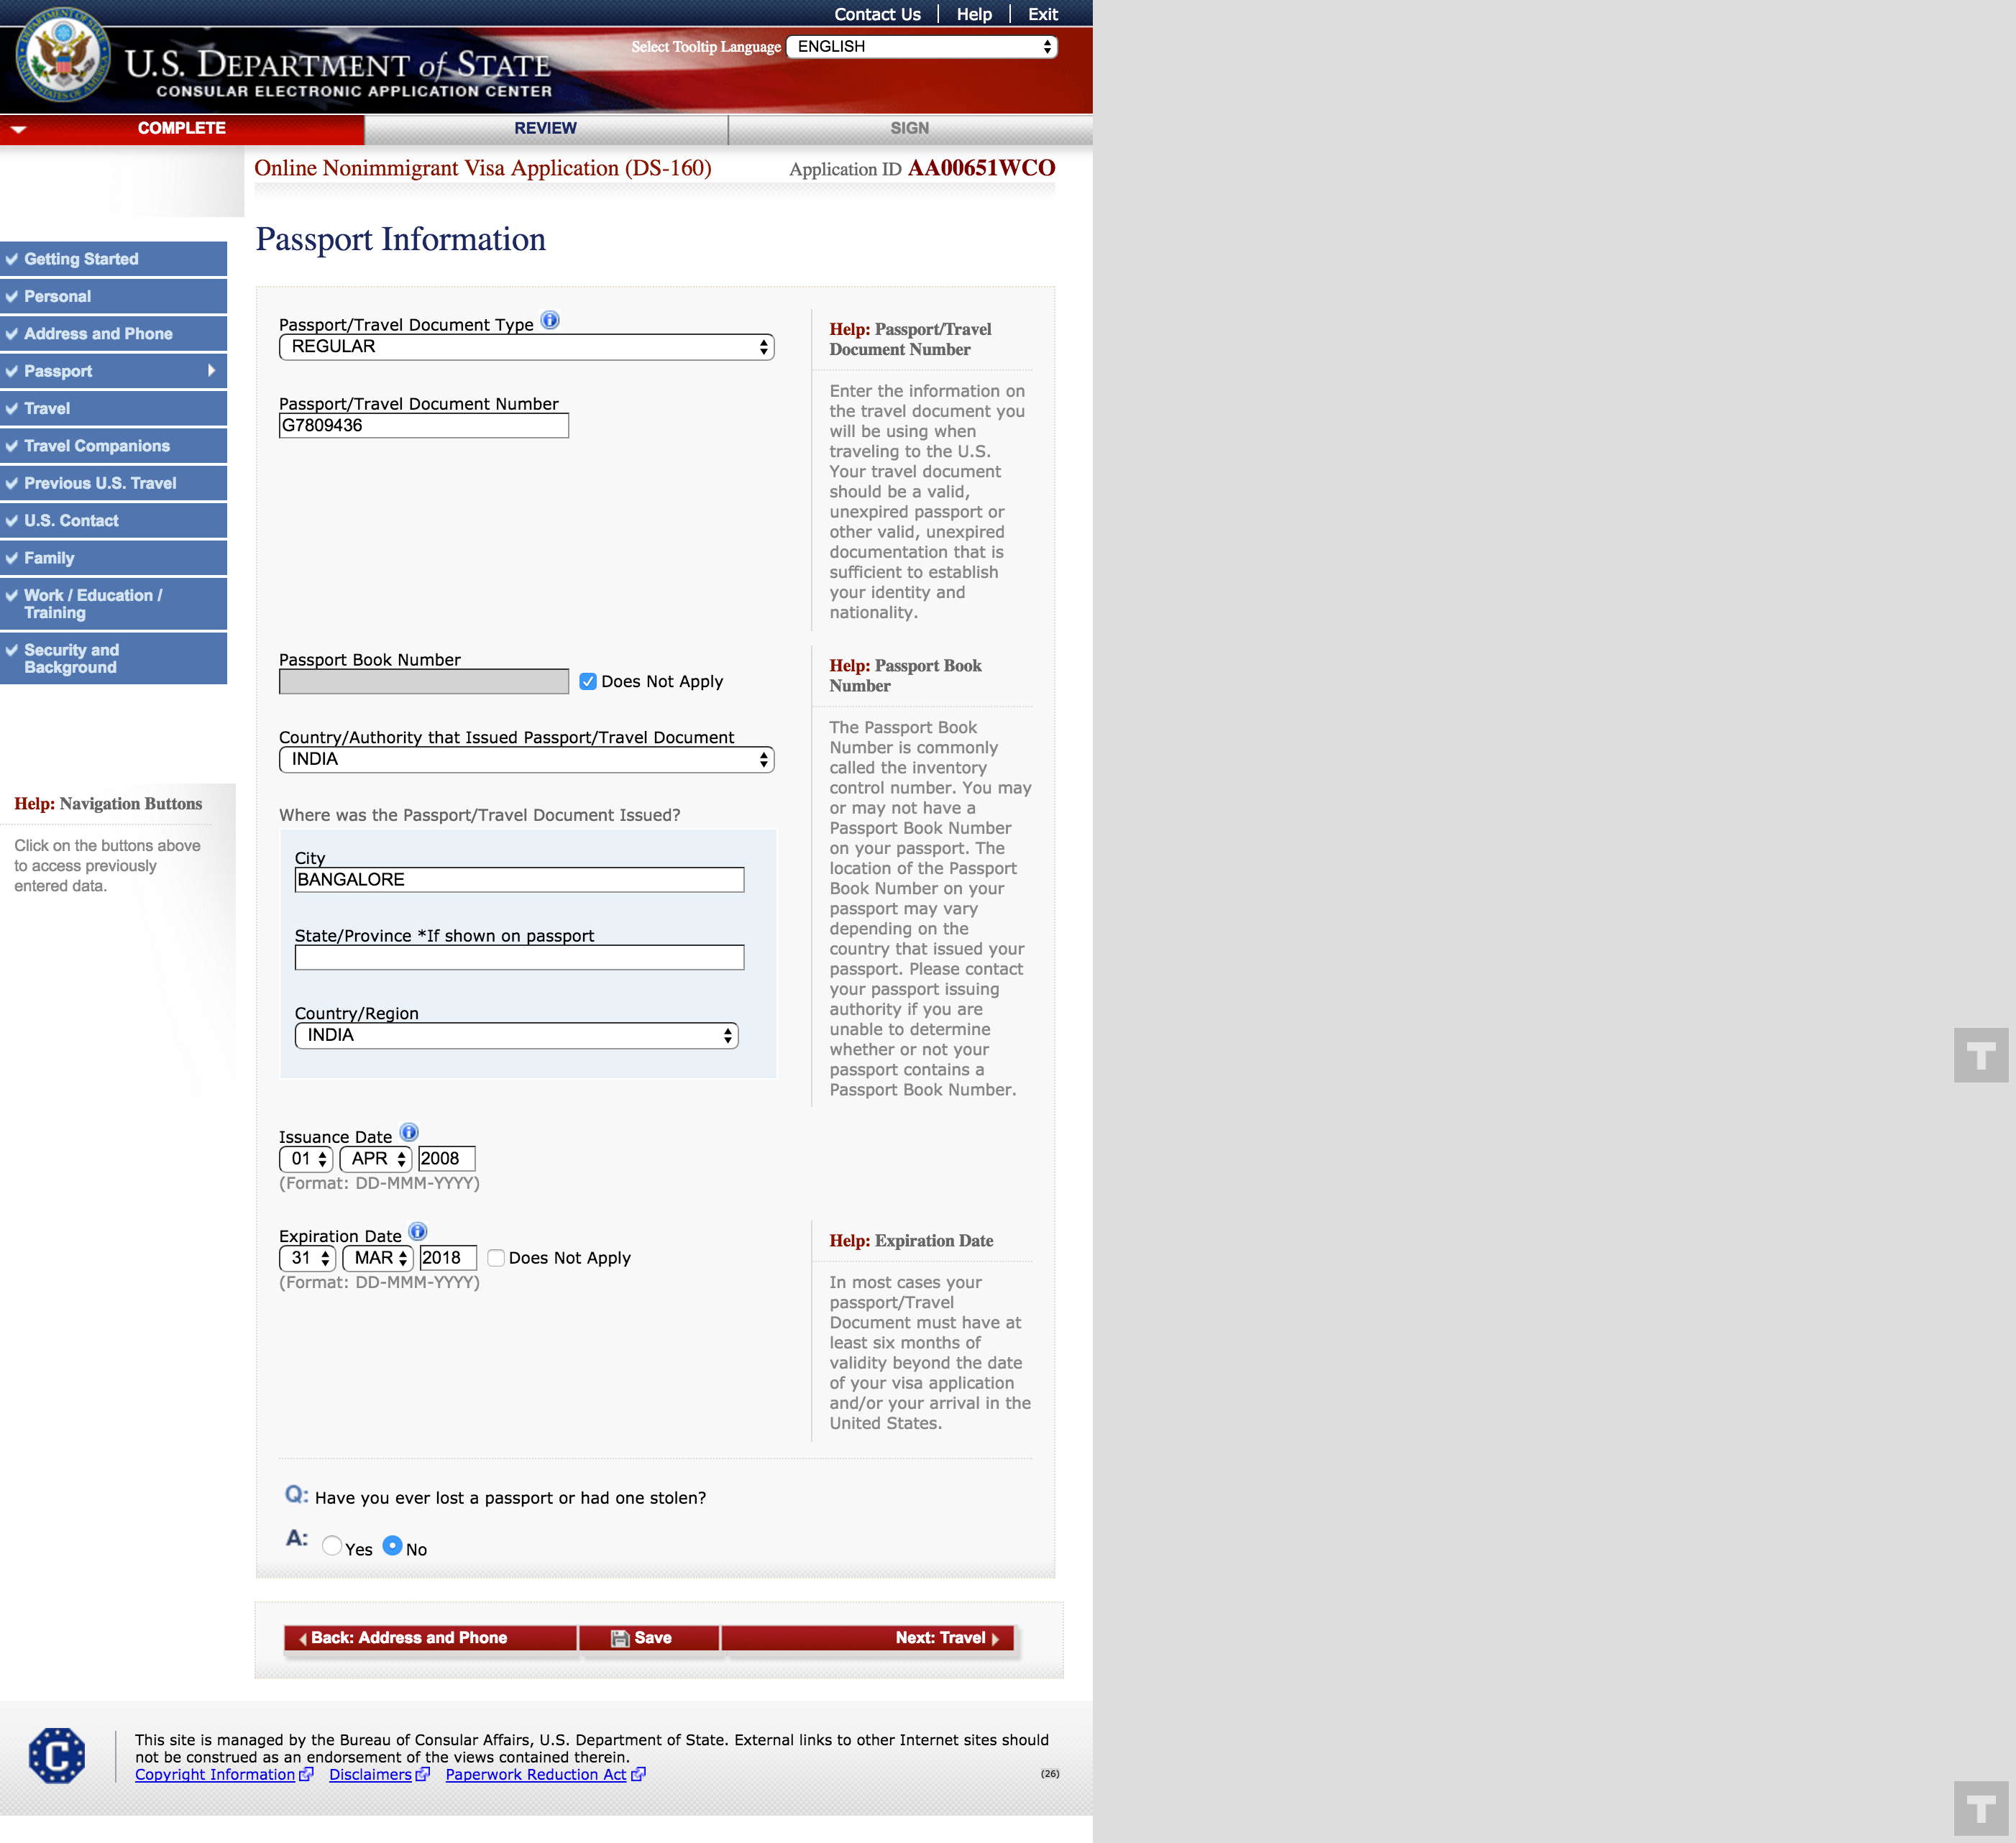 Contact Us | Help | Exit
Select Tooltip Language ENGLISH
U.S. DEPARTMENT of STATE
CONSULAR ELECTRONIC APPLICATION CENTER
COMPLETE REVIEW SIGN
Online Nonimmigrant Visa Application (DS-160) Application ID AA00651WCO
Passport Information
Getting Started
Personal
Address and Phone
Passport
Travel
Travel Companions
Previous U.S. Travel
U.S. Contact
Family
Work / Education /
Training
Security and
Background
Help: Navigation Buttons
Click on the buttons above
to access previously
entered data.
Passport/Travel Document Type
REGULAR
Passport/Travel Document Number
G7809436
Help: Passport/Travel
Document Number
Enter the information on
the travel document you
will be using when
traveling to the U.S.
Your travel document
should be a valid,
unexpired passport or
other valid, unexpired
documentation that is
sufficient to establish
your identity and
nationality.
Passport Book Number
Does Not Apply
Country/Authority that Issued Passport/Travel Document
INDIA
Where was the Passport/Travel Document Issued?
City
BANGALORE
State/Province *If shown on passport
Country/Region
INDIA
Help: Passport Book
Number
The Passport Book
Number is commonly
called the inventory
control number. You may
or may not have a
Passport Book Number
on your passport. The
location of the Passport
Book Number on your
passport may vary
depending on the
country that issued your
passport. Please contact
your passport issuing
authority if you are
unable to determine
whether or not your
passport contains a
Passport Book Number.
Issuance Date
01 APR 2008
(Format: DD-MMM-YYYY)
Expiration Date
31 MAR 2018 Does Not Apply
(Format: DD-MMM-YYYY)
Help: Expiration Date
In most cases your
passport/Travel
Document must have at
least six months of
validity beyond the date
of your visa application
and/or your arrival in the
United States.
Q: Have you ever lost a passport or had one stolen?
A: Yes No
Back: Address and Phone Save Next: Travel
C
This site is managed by the Bureau of Consular Affairs, U.S. Department of State. External links to other Internet sites should
not be construed as an endorsement of the views contained therein.
Copyright Information Disclaimers Paperwork Reduction Act (26)
T
T